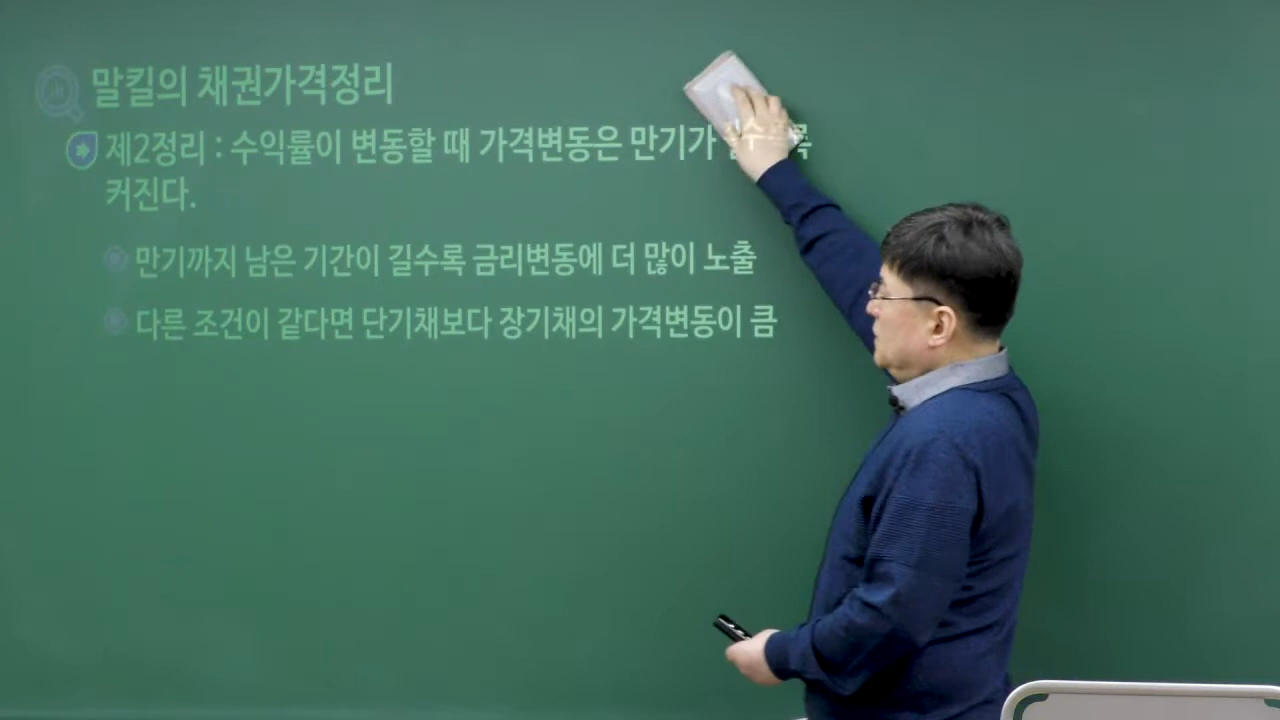 말킬의 채권가격정리
제2정리 : 수익률이 변동할 때 가격변동은 만기가
커진다.
만기까지 남은 기간이 길수록 금리변동에 더 많이 노출
다른 조건이 같다면 단기채보다 장기채의 가격변동이 큼